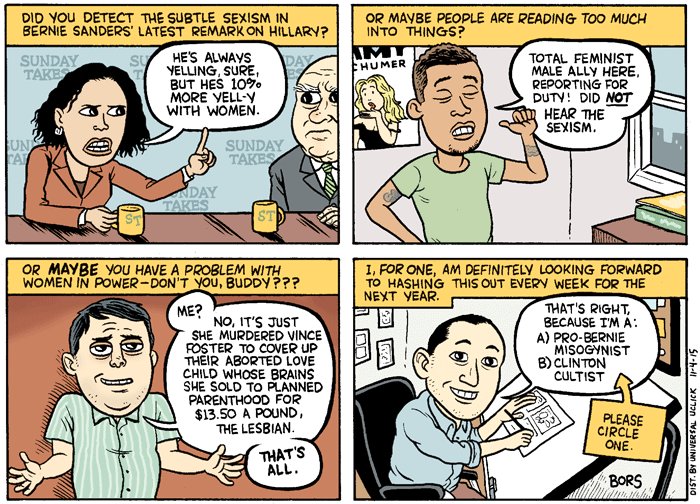 DID YOU DETECT THE SUBTLE SEXISM IN
BERNIE SANDERS' LATEST REMARK ON HILLARY?
SUNDAY
TAKES
SUNDAY
TAKES
HE'S ALWAYS
YELLING, SURE,
BUT HES 10%
MORE YELL-Y
WITH WOMEN.
SUNDAY
TAKES
SUNDAY
TAKES
ST
ST
OR MAYBE PEOPLE ARE READING TOO MUCH
INTO THINGS?
AMY
SCHUMER
TOTAL FEMINIST
MALE ALLY HERE,
REPORTING FOR
DUTY! DID NOT
HEAR THE
SEXISM.
OR MAYBE YOU HAVE A PROBLEM WITH
WOMEN IN POWER—DON'T YOU, BUDDY???
ME?
NO, IT'S JUST
SHE MURDERED VINCE
FOSTER TO COVER UP
THEIR ABORTED LOVE
CHILD WHOSE BRAINS
SHE SOLD TO PLANNED
PARENTHOOD FOR
$13.50 A POUND,
THE LESBIAN.
THAT'S
ALL.
I, FOR ONE, AM DEFINITELY LOOKING FORWARD
TO HASHING THIS OUT EVERY WEEK FOR THE
NEXT YEAR.
THAT'S RIGHT,
BECAUSE I'M A:
A) PRO-BERNIE
MISOGYNIST
B) CLINTON
CULTIST
PLEASE
CIRCLE
ONE.
BORS
DIST. BY UNIVERSAL UCLICK 11-4-15